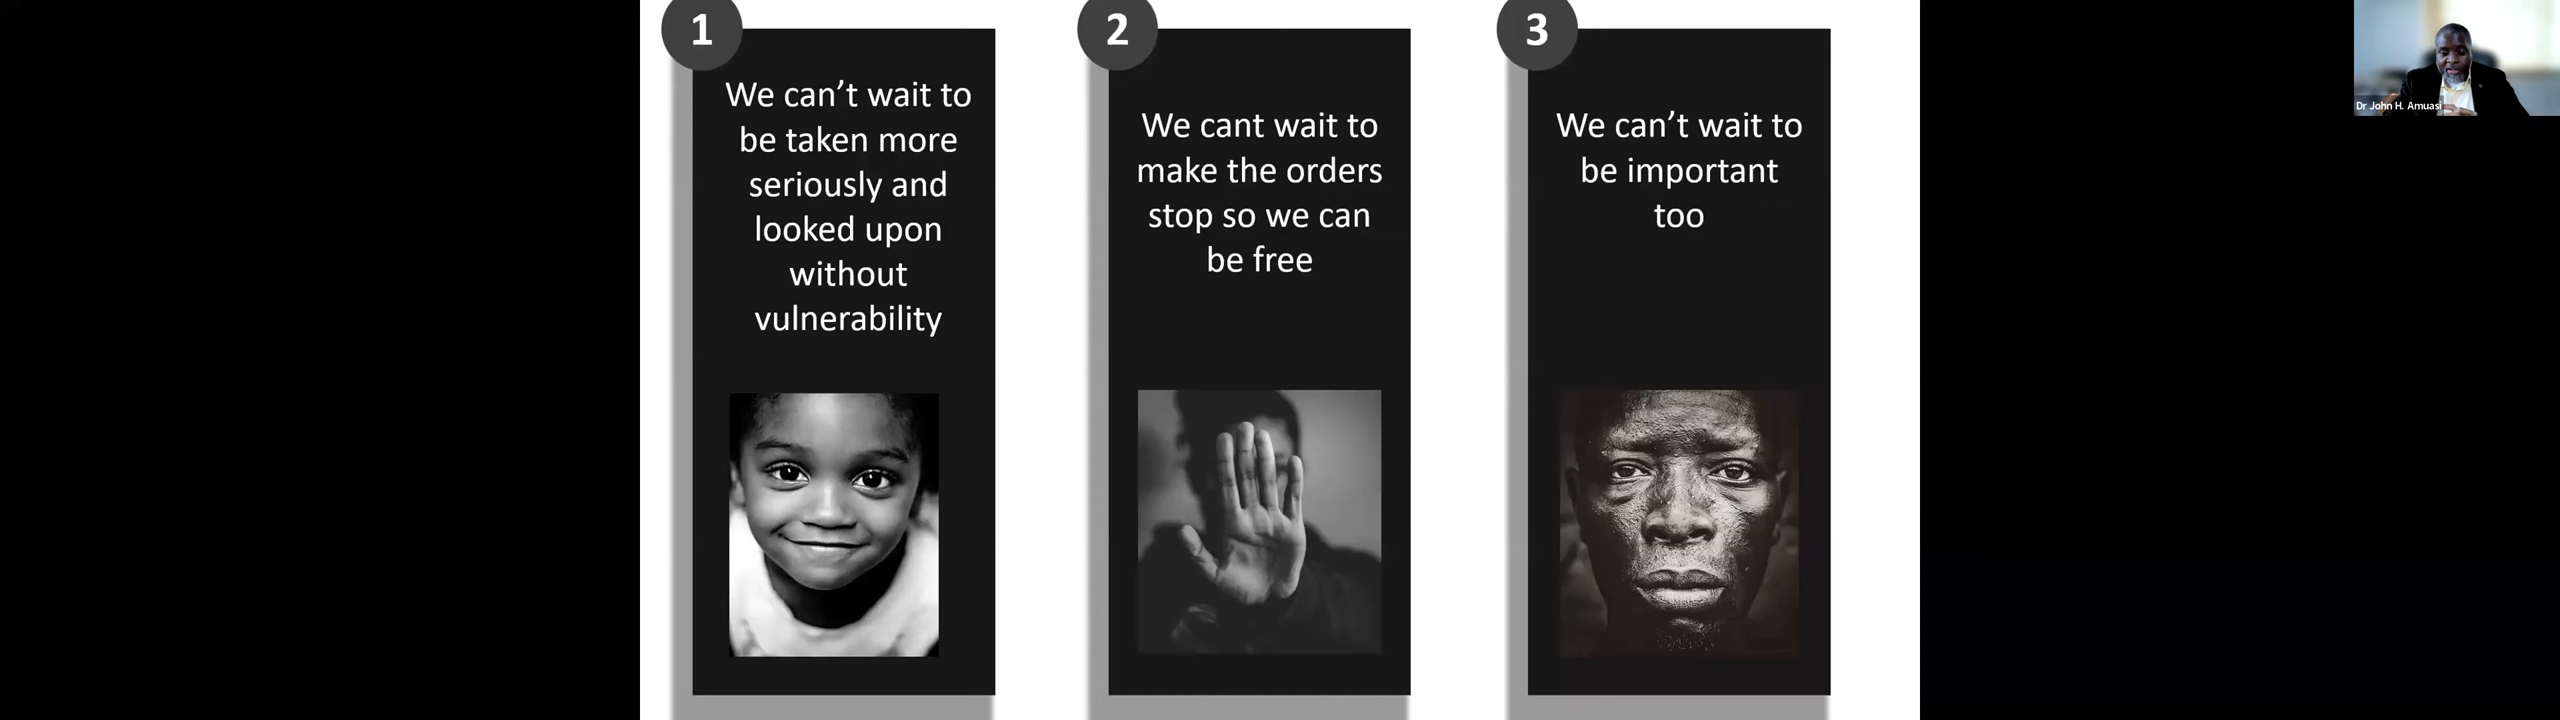 1
We can’t wait to
be taken more
seriously and
looked upon
without
vulnerability
2
We cant wait to
make the orders
stop so we can
be free
3
We can’t wait to
be important
too
Dr John H. Amuasi